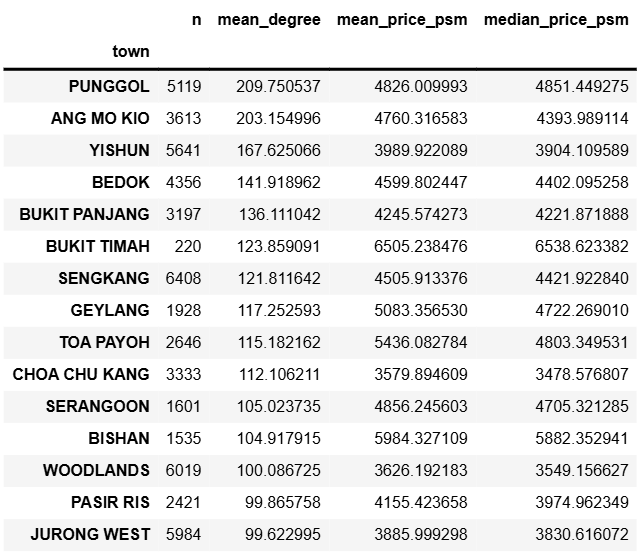 n mean_degree mean_price_psm median_price_psm
town
PUNGGOL 5119 209.750537 4826.009993 4851.449275
ANG MO KIO 3613 203.154996 4760.316583 4393.989114
YISHUN 5641 167.625066 3989.922089 3904.109589
BEDOK 4356 141.918962 4599.802447 4402.095258
BUKIT PANJANG 3197 136.111042 4245.574273 4221.871888
BUKIT TIMAH 220 123.859091 6505.238476 6538.623382
SENGKANG 6408 121.811642 4505.913376 4421.922840
GEYLANG 1928 117.252593 5083.356530 4722.269010
TOA PAYOH 2646 115.182162 5436.082784 4803.349531
CHOA CHU KANG 3333 112.106211 3579.894609 3478.576807
SERANGOON 1601 105.023735 4856.245603 4705.321285
BISHAN 1535 104.917915 5984.327109 5882.352941
WOODLANDS 6019 100.086725 3626.192183 3549.156627
PASIR RIS 2421 99.865758 4155.423658 3974.962349
JURONG WEST 5984 99.622995 3885.999298 3830.616072